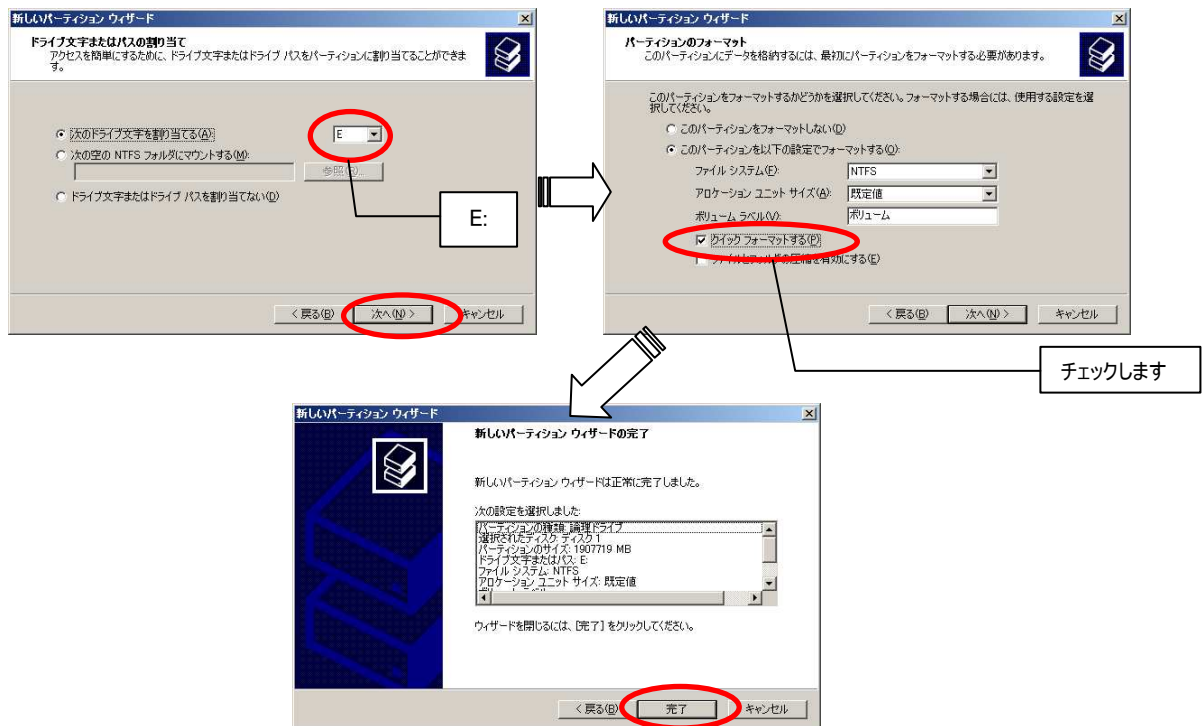 新しいパーティション ウィザード
ドライブ文字またはパスの割り当て
アクセスを簡単にするために、ドライブ文字またはドライブ パスをパーティションに割り当てることができま
す。
次のドライブ文字を割り当てる(A):
E
次の空の NTFS フォルダにマウントする(M):
参照(R)...
ドライブ文字またはドライブ パスを割り当てない(D)
E:
< 戻る(B)
次へ(N) >
キャンセル
新しいパーティション ウィザード
パーティションのフォーマット
このパーティションにデータを格納するには、最初にパーティションをフォーマットする必要があります。
このパーティションをフォーマットするかどうかを選択してください。フォーマットする場合には、使用する設定を選
択してください。
このパーティションをフォーマットしない(D)
このパーティションを以下の設定でフォーマットする(O):
ファイル システム(F):
NTFS
アロケーション ユニット サイズ(A):
既定値
ボリューム ラベル(V):
ボリューム
クイック フォーマットする(P)
ファイルとフォルダの圧縮を有効にする(E)
< 戻る(B)
次へ(N) >
キャンセル
チェックします
新しいパーティション ウィザード
新しいパーティション ウィザードの完了
新しいパーティション ウィザードは正常に完了しました。
次の設定を選択しました:
パーティションの種類: 論理ドライブ
選択されたディスク: ディスク 1
パーティションのサイズ: 1907719 MB
ドライブ文字またはパス: E:
ファイル システム: NTFS
アロケーション ユニット サイズ: 既定値
ウィザードを閉じるには、[完了] をクリックしてください。
< 戻る(B)
完了
キャンセル